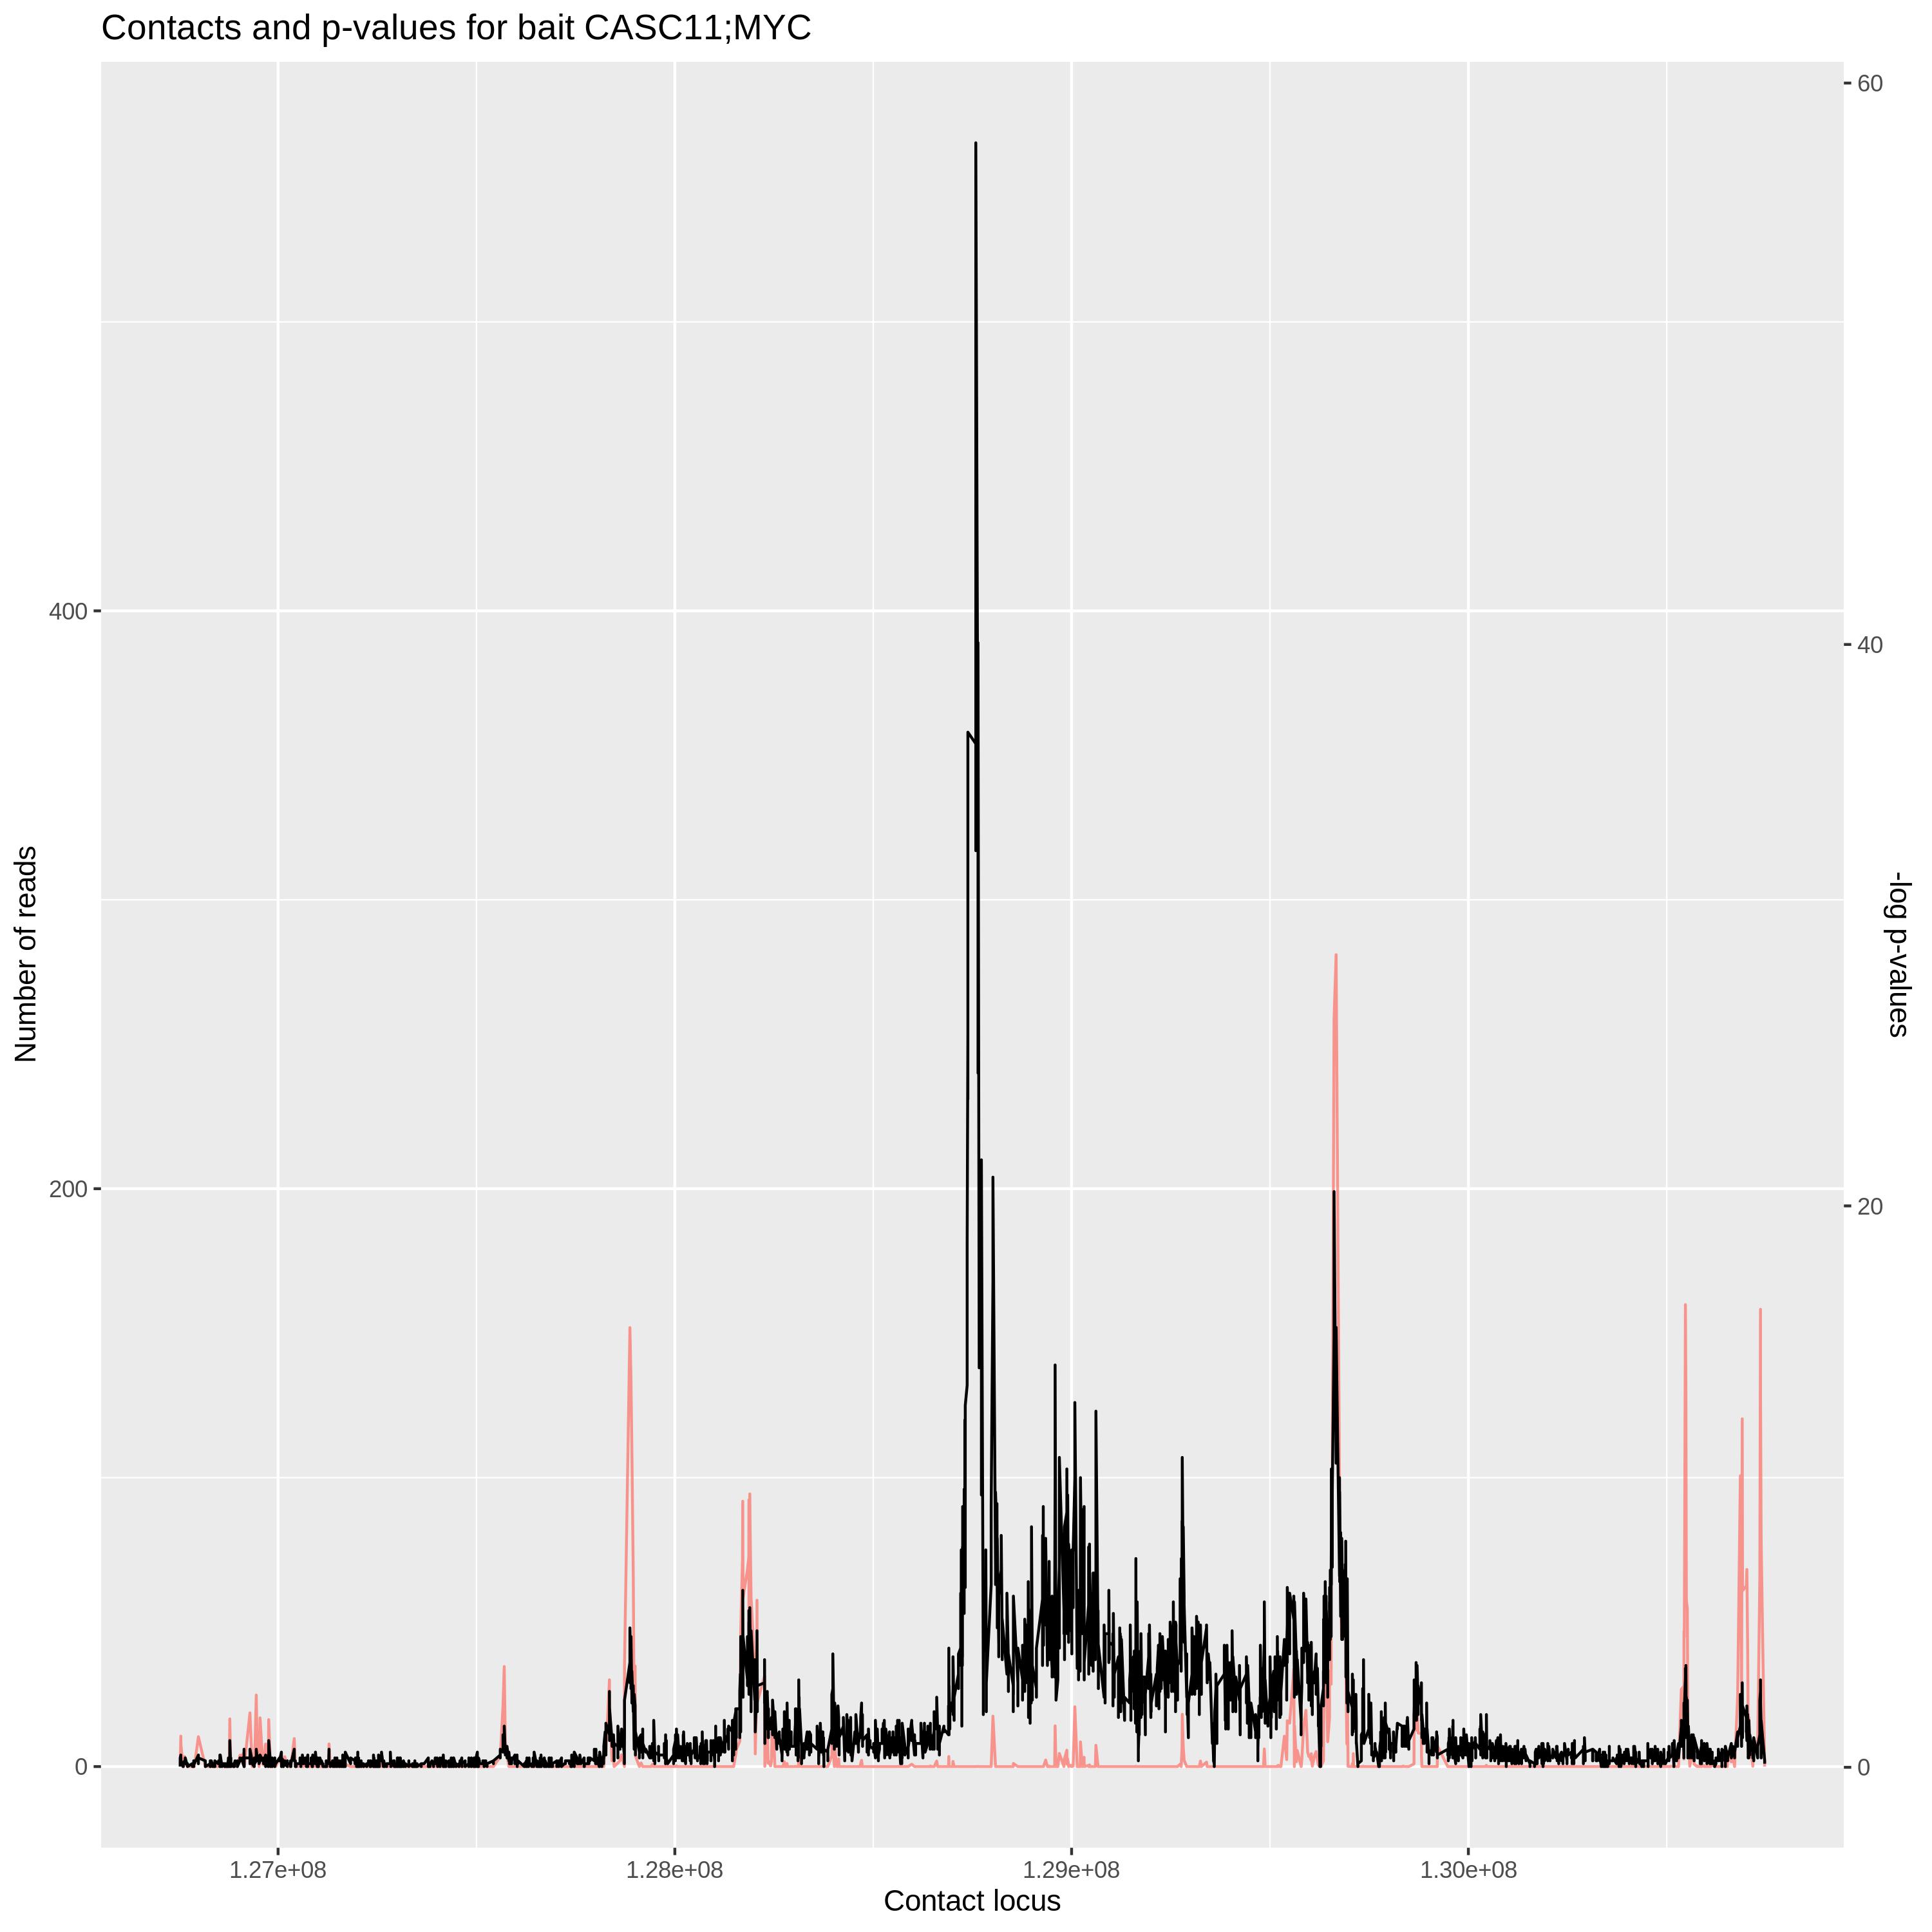 Contacts and p-values for bait CASC11;MYC
Number of reads
400
200
0
60
40
20
0
-log p-values
1.27e+08 1.28e+08 1.29e+08 1.30e+08
Contact locus